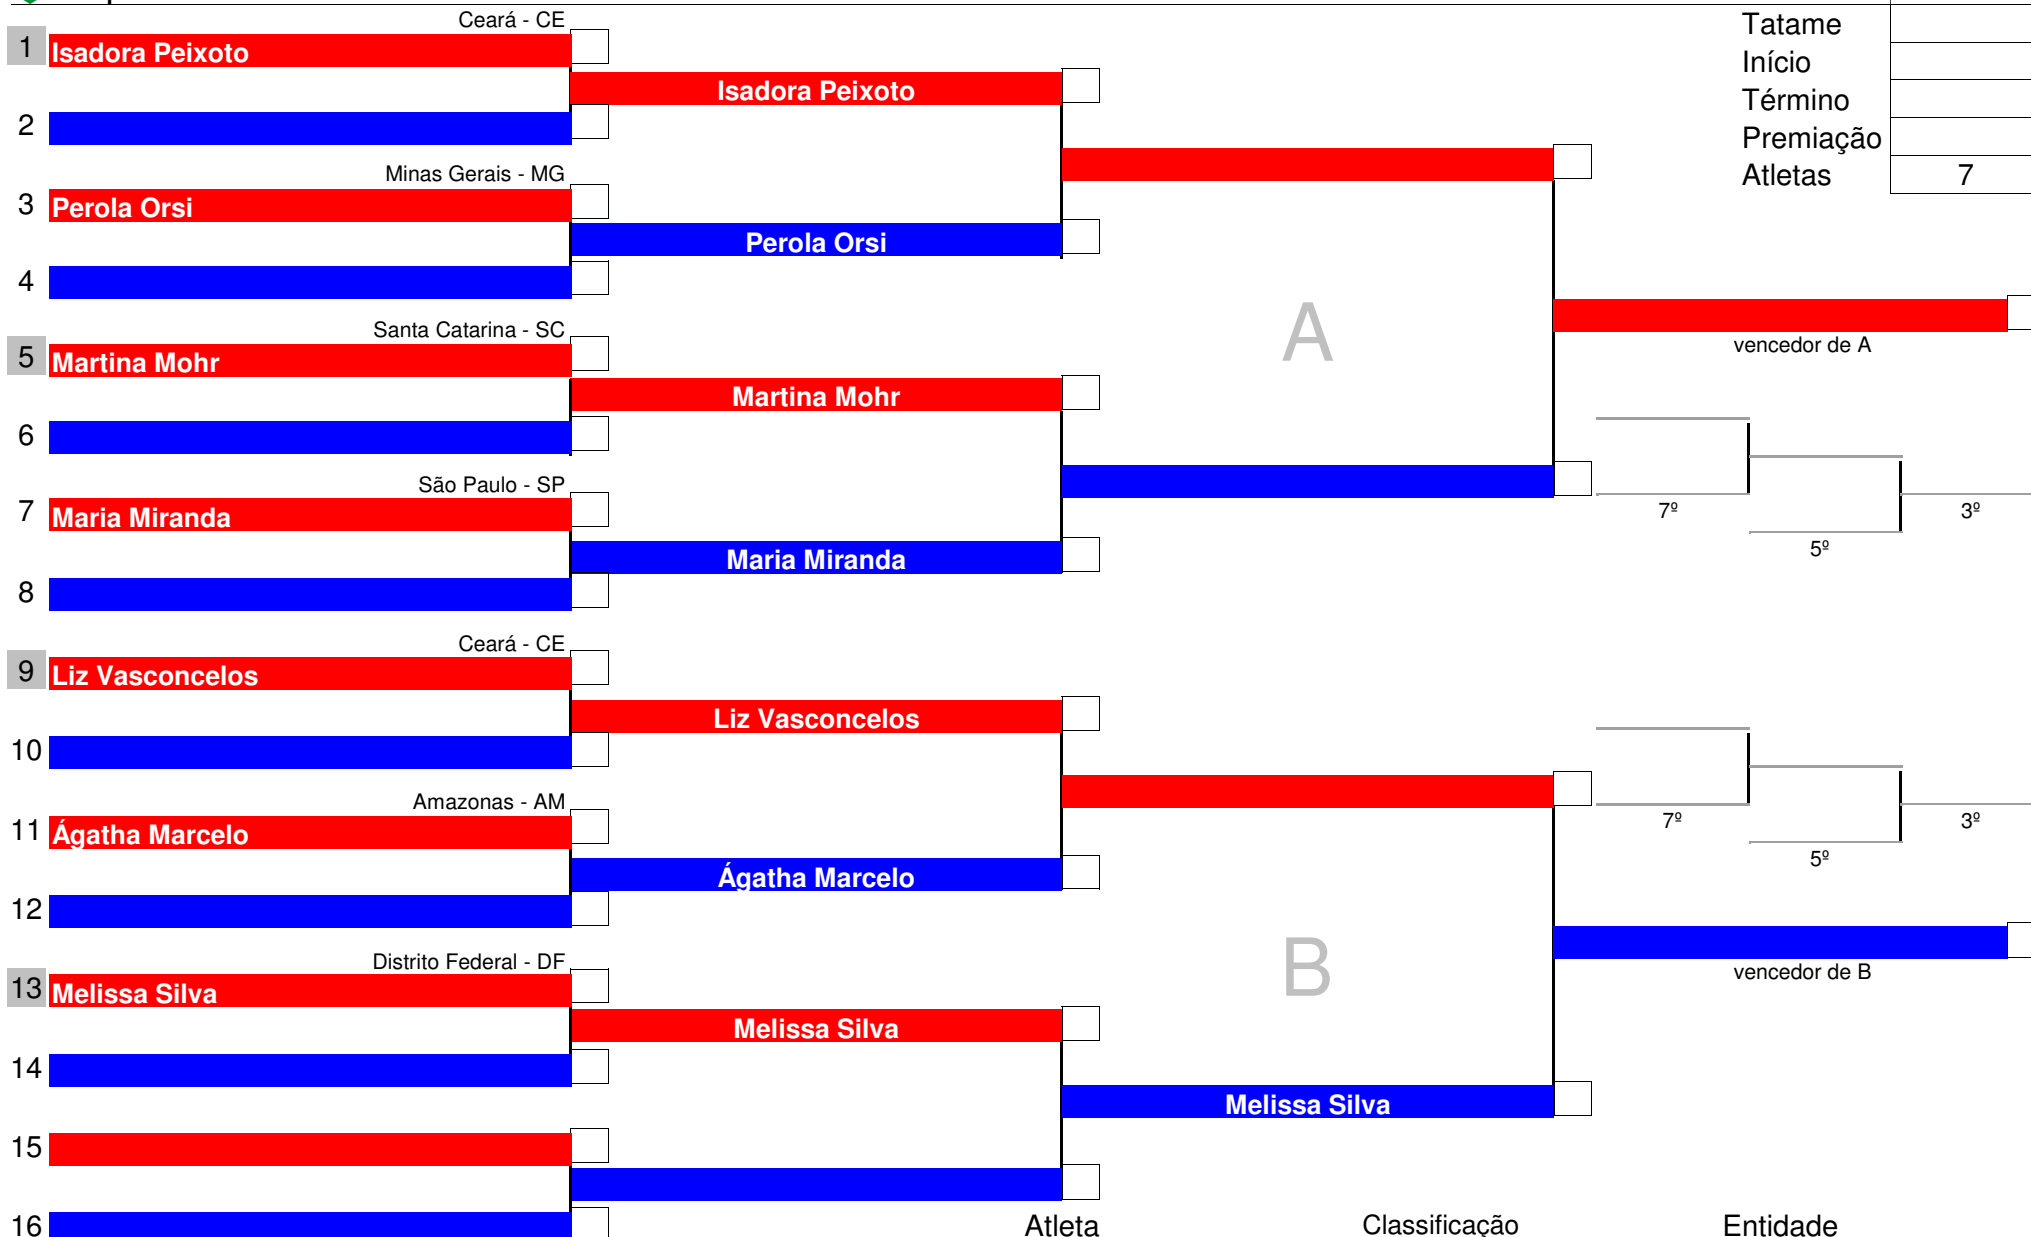 Ceará - CE
1 Isadora Peixoto
Isadora Peixoto
2
Minas Gerais - MG
3 Perola Orsi
Perola Orsi
4
Santa Catarina - SC
5 Martina Mohr
Martina Mohr
6
São Paulo - SP
7 Maria Miranda
Maria Miranda
8
Ceará - CE
9 Liz Vasconcelos
Liz Vasconcelos
10
Amazonas - AM
11 Ágatha Marcelo
Ágatha Marcelo
12
Distrito Federal - DF
13 Melissa Silva
Melissa Silva
14
Melissa Silva
15
16
A
B
Tatame
Início
Término
Premiação
Atletas 7
vencedor de A
7º
3º
5º
7º
3º
5º
vencedor de B
Atleta Classificação Entidade